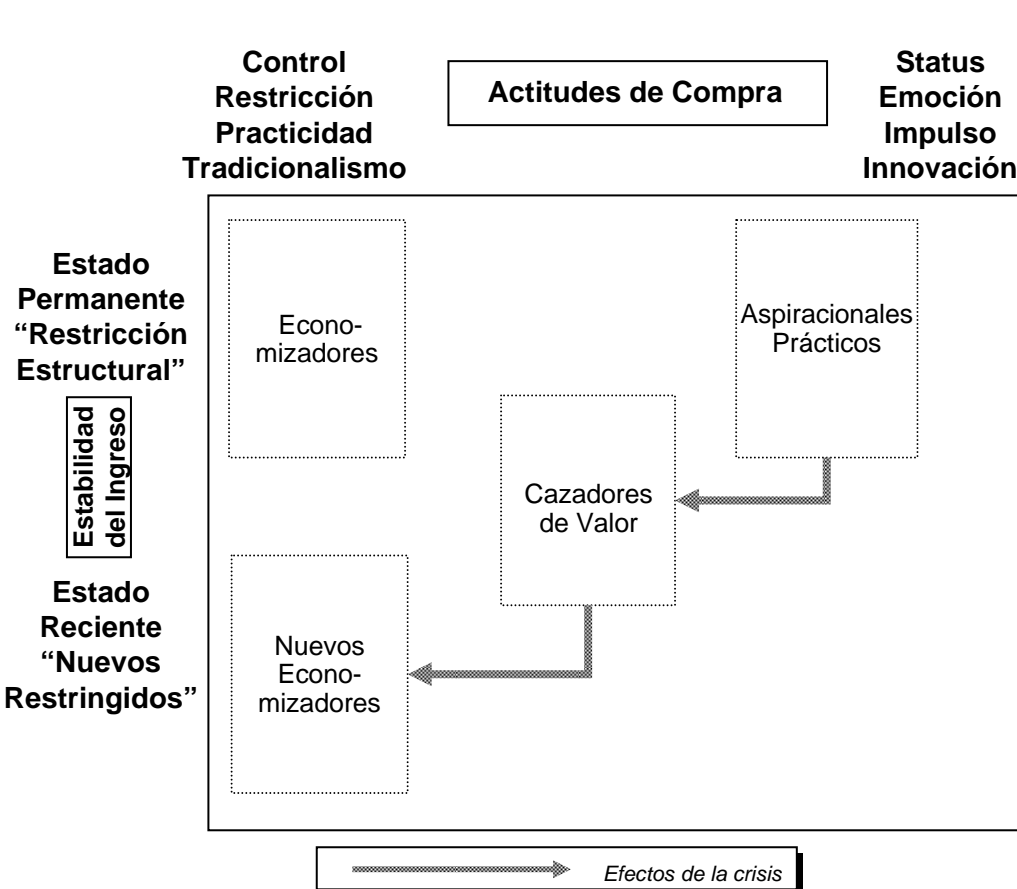 Control
Restricción
Practicidad
Tradicionalismo
Actitudes de Compra
Status
Emoción
Impulso
Innovación
Estado
Permanente
“Restricción
Estructural”
Estabilidad
del Ingreso
Estado
Reciente
“Nuevos
Restringidos”
Econo-
mizadores
Aspiracionales
Prácticos
Cazadores
de Valor
Nuevos
Econo-
mizadores
Efectos de la crisis